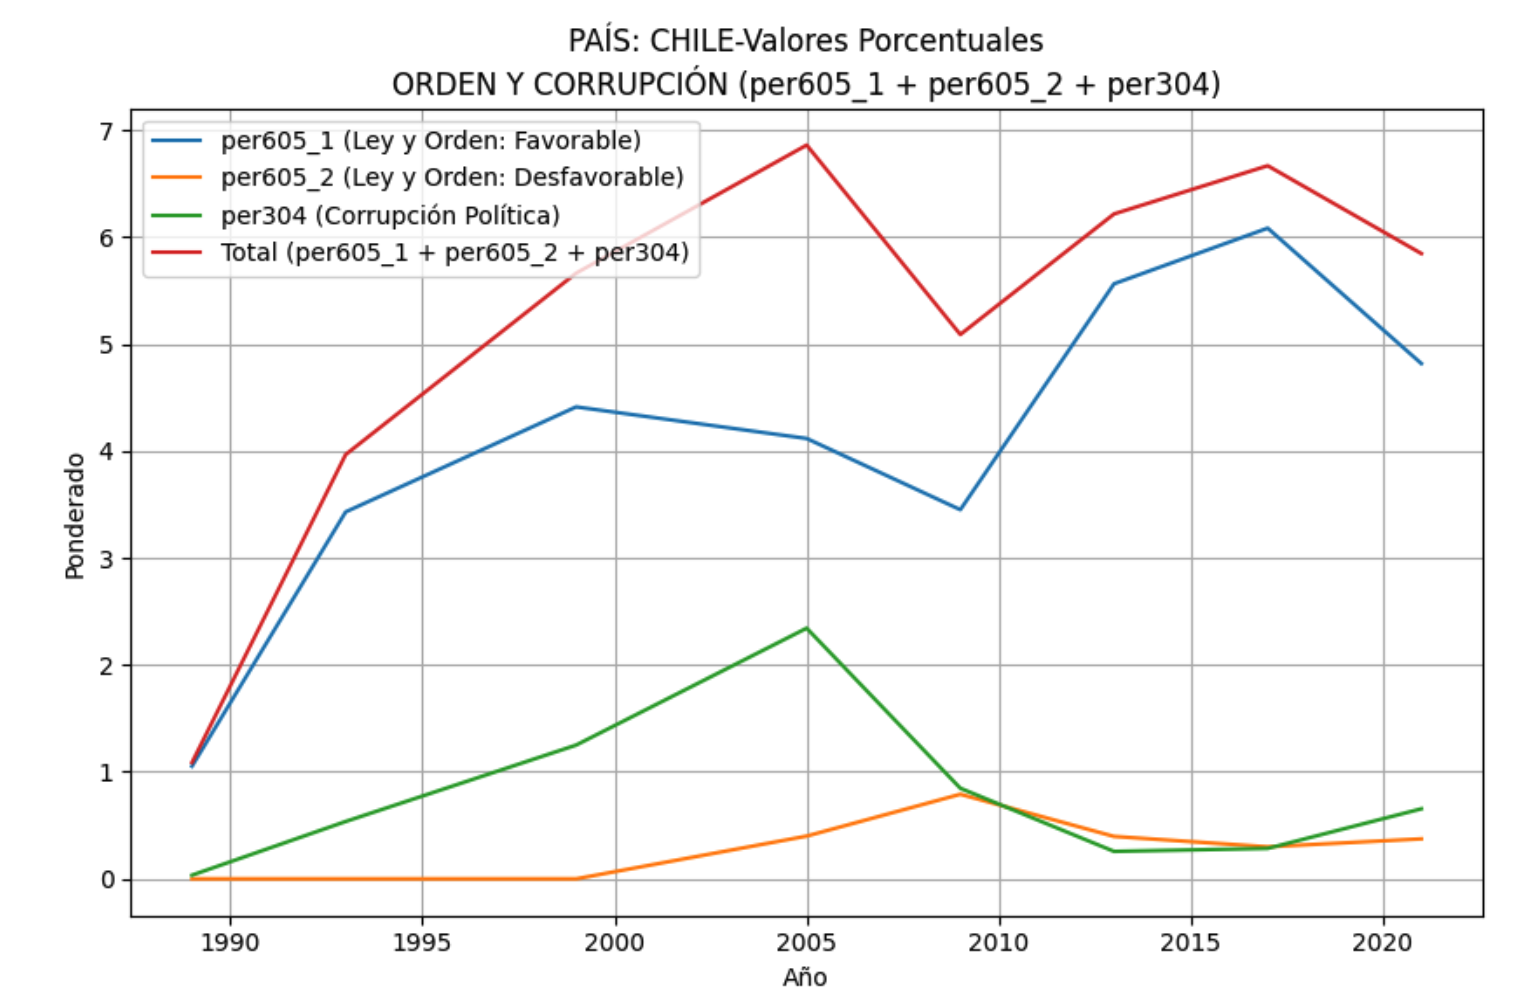 PAÍS: CHILE-Valores Porcentuales
ORDEN Y CORRUPCIÓN (per605_1 + per605_2 + per304)
per605_1 (Ley y Orden: Favorable)
per605_2 (Ley y Orden: Desfavorable)
per304 (Corrupción Política)
Total (per605_1 + per605_2 + per304)
7
6
5
4
3
2
1
0
Ponderado
1990 1995 2000 2005 2010 2015 2020
Año